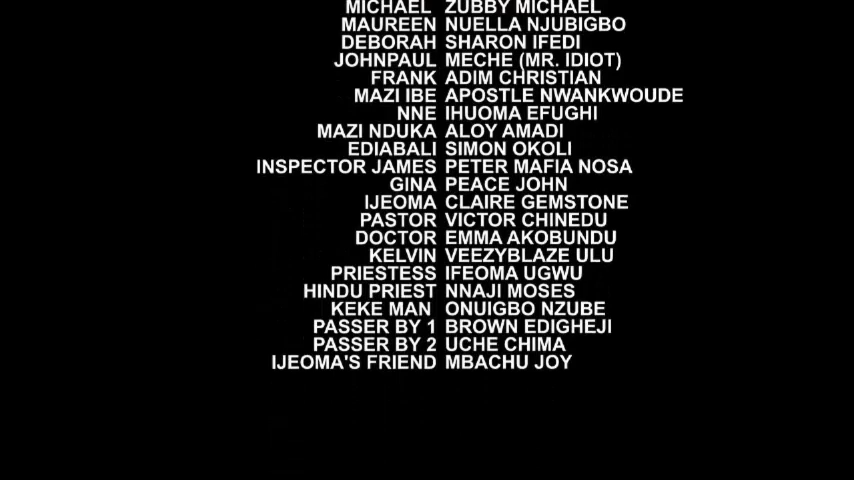 MICHAEL ZUBBY MICHAEL
MAUREEN NUELLA NJUBIGBO
DEBORAH SHARON IFEDI
JOHNPAUL MECHE (MR. IDIOT)
FRANK ADIM CHRISTIAN
MAZI IBE APOSTLE NWANKWOUDE
NNE IHUOMA EFUGHI
MAZI NDUKA ALOY AMADI
EDIABALI SIMON OKOLI
INSPECTOR JAMES PETER MAFIA NOSA
GINA PEACE JOHN
IJEOMA CLAIRE GEMSTONE
PASTOR VICTOR CHINEDU
DOCTOR EMMA AKOBUNDU
KELVIN VEEZYBLAZE ULU
PRIESTESS IFEOMA UGWU
HINDU PRIEST NNAJI MOSES
KEKE MAN ONUIGBO NZUBE
PASSER BY 1 BROWN EDIGHEJI
PASSER BY 2 UCHE CHIMA
IJEOMA'S FRIEND MBACHU JOY